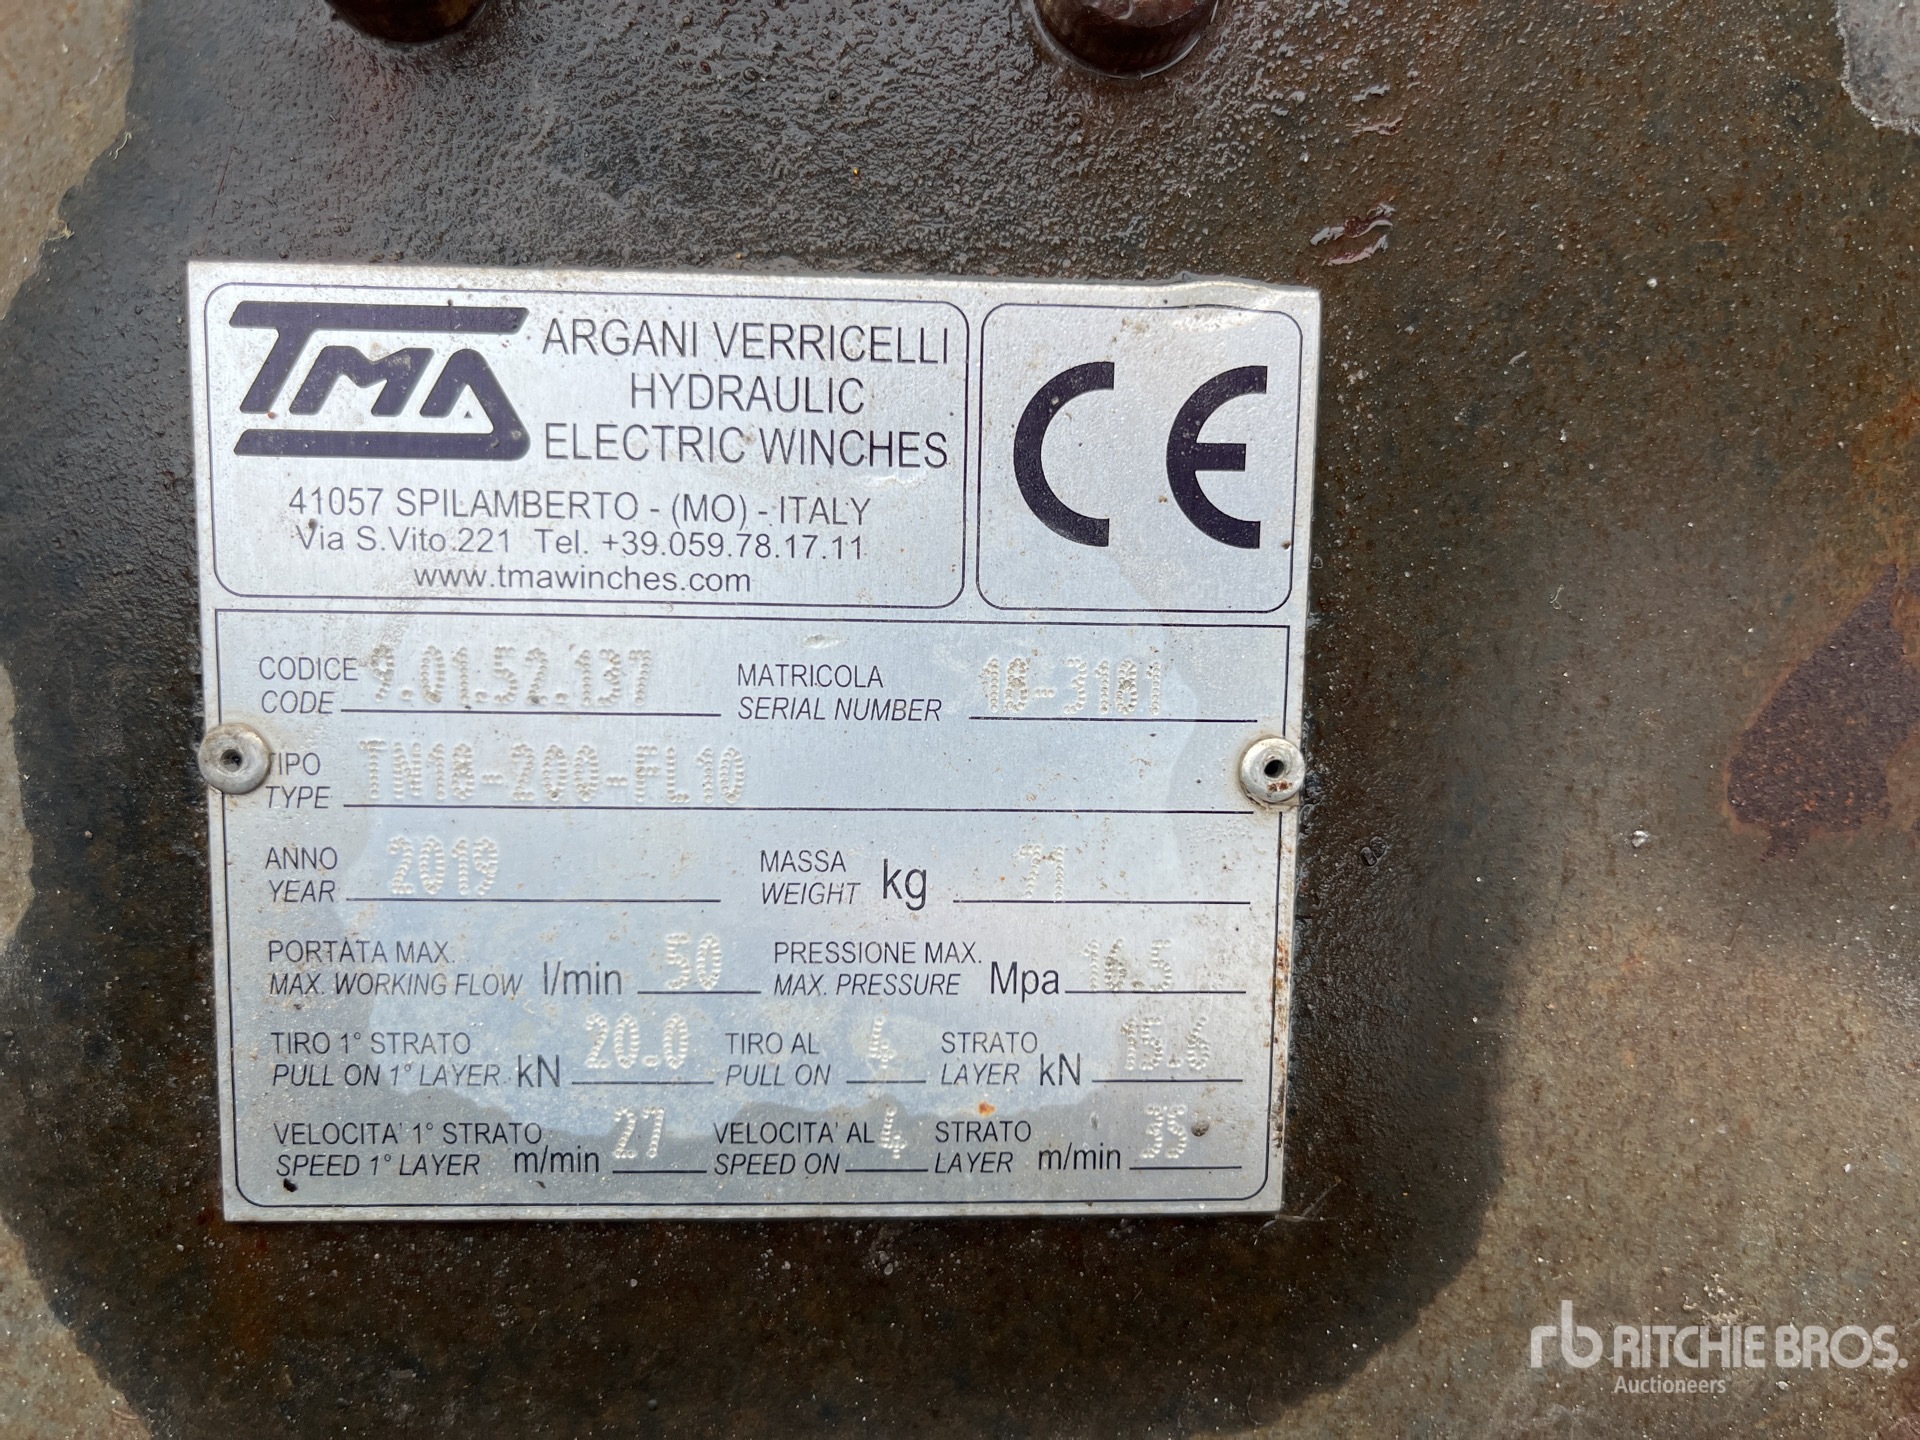 TMA
ARGANI VERRICELLI
HYDRAULIC
ELECTRIC WINCHES
41057 SPILAMBERTO - (MO) - ITALY
Via S.Vito.221 Tel. +39.059.78.17.11
www.tmawinches.com
CE
CODICE
CODE 9.01.52.137
MATRICOLA
SERIAL NUMBER
TIPO
TYPE
ANNO
YEAR
MASSA
WEIGHT kg
PORTATA MAX.
MAX. WORKING FLOW l/min 50
PRESSIONE MAX.
MAX. PRESSURE Mpa
TIRO 1° STRATO
PULL ON 1° LAYER kN 20.0
TIRO AL
PULL ON 4
STRATO
LAYER kN
VELOCITA' 1° STRATO
SPEED 1° LAYER m/min 27
VELOCITA' AL
SPEED ON 4
STRATO
LAYER m/min 35
rb RITCHIE BROS.
Auctioneers